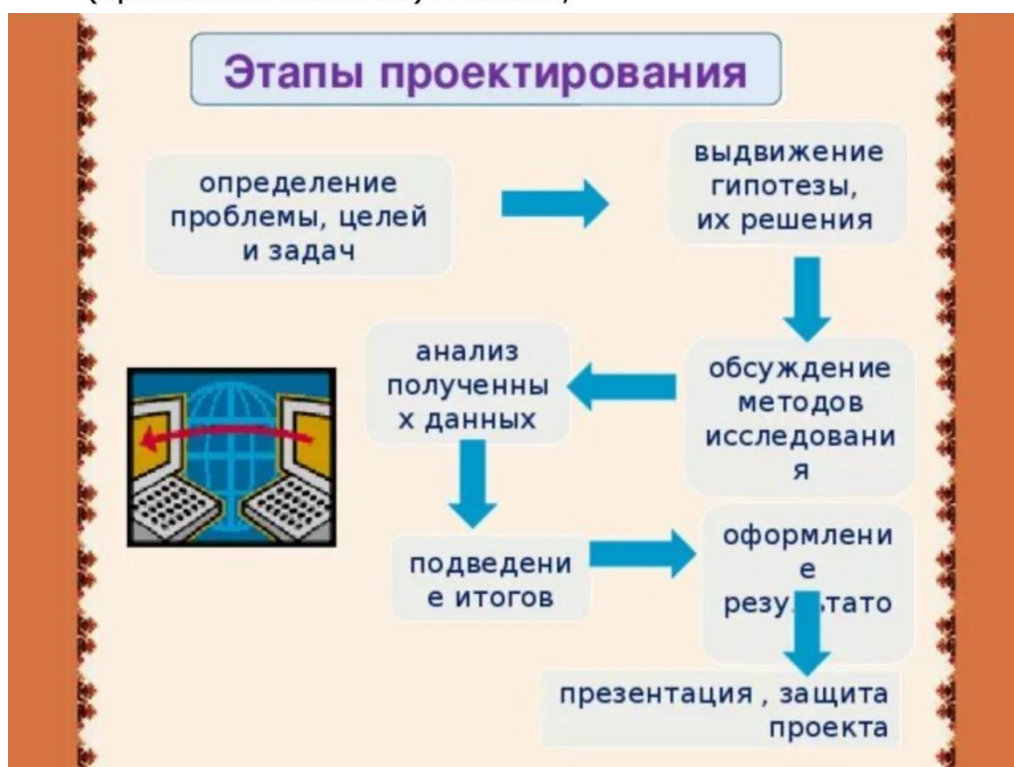 Этапы проектирования
определение
проблемы, целей
и задач
выдвижение
гипотезы,
их решения
обсуждение
методов
исследовани
я
анализ
полученны
х данных
подведени
е итогов
оформлени
е
презентация , защита
проекта